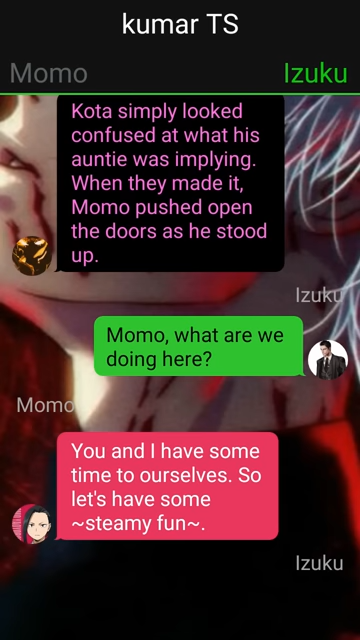 kumar TS
Momo Izuku
Kota simply looked
confused at what his
auntie was implying.
When they made it,
Momo pushed open
the doors as he stood
up.
Izuku
Momo, what are we
doing here?
Momo
You and I have some
time to ourselves. So
let's have some
~steamy fun~.
Izuku